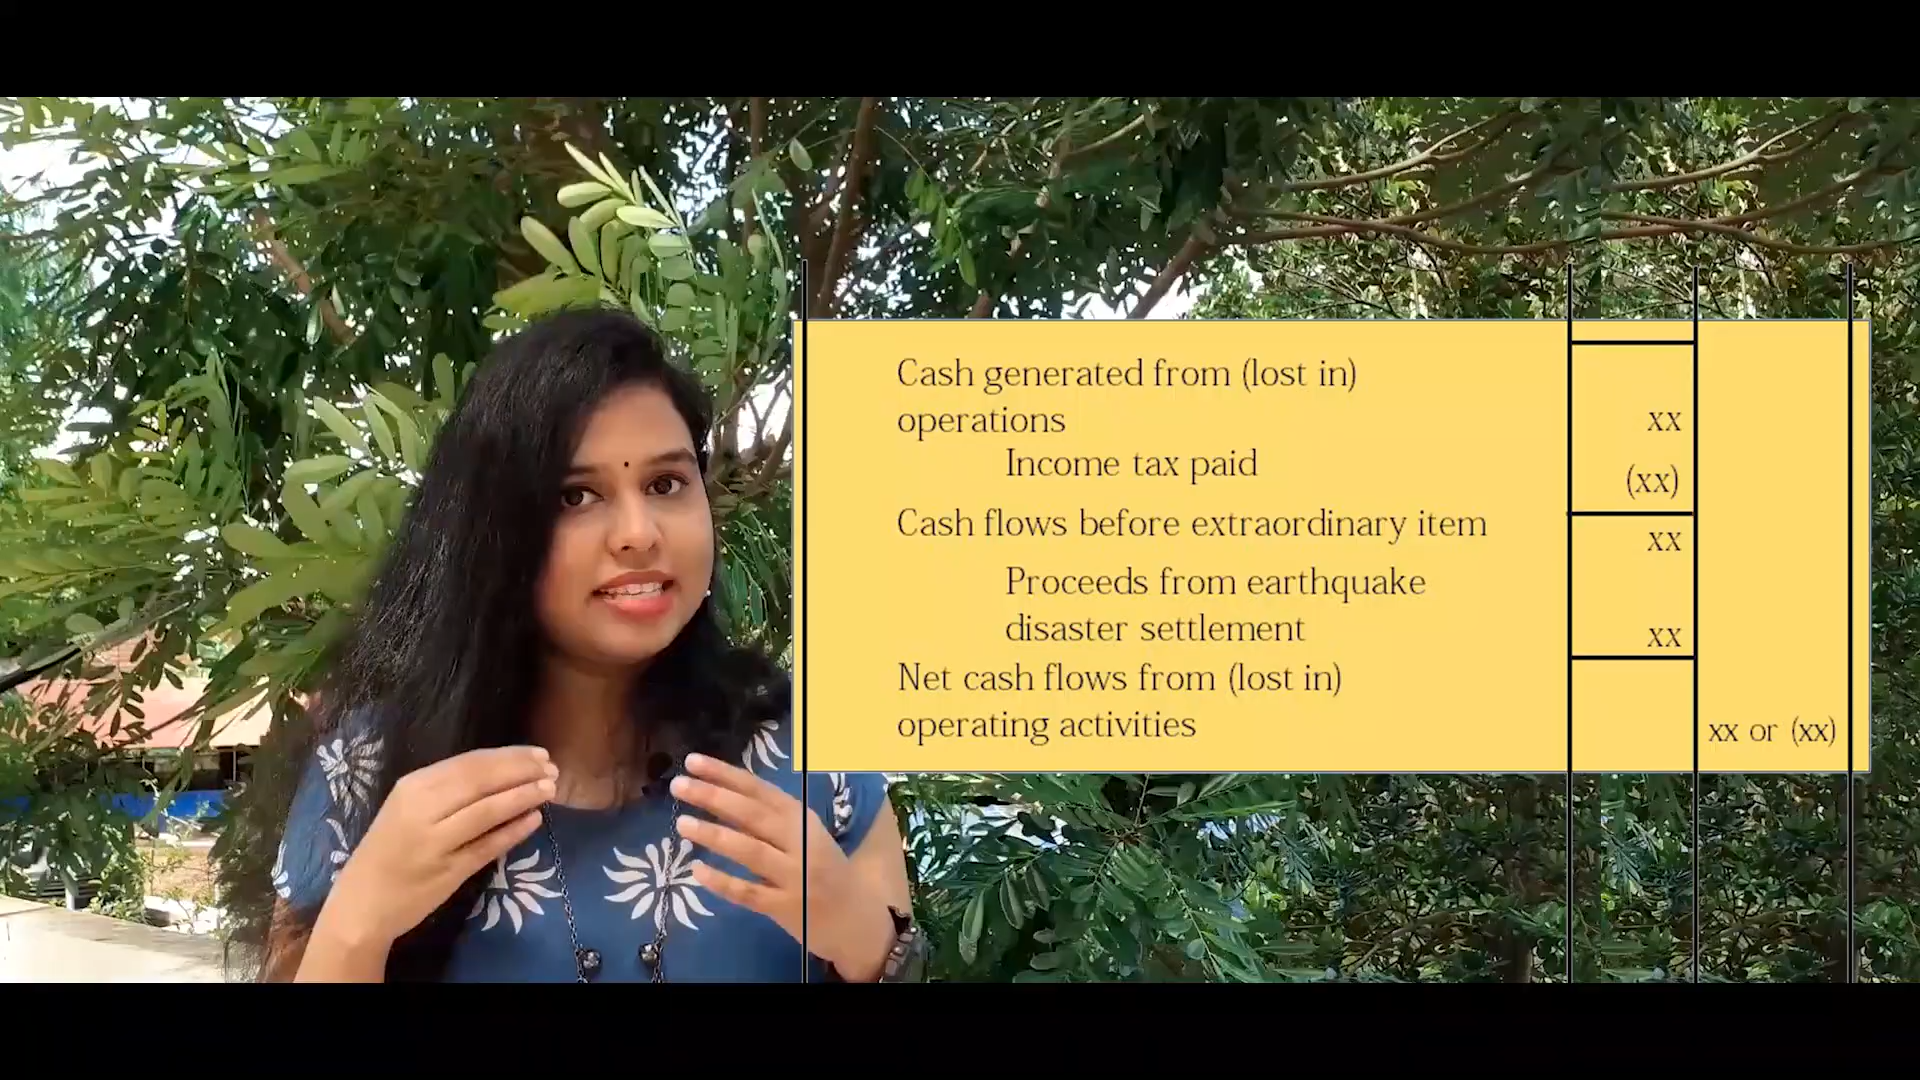 Cash generated from (lost in)
operations xx
Income tax paid (xx)
Cash flows before extraordinary item xx
Proceeds from earthquake
disaster settlement xx
Net cash flows from (lost in)
operating activities xx or (xx)